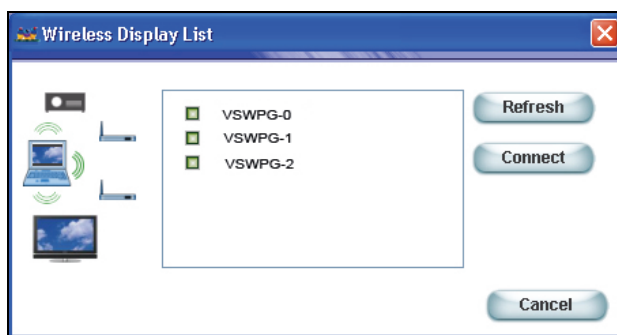 Wireless Display List
VSWPG-0
VSWPG-1
VSWPG-2
Refresh
Connect
Cancel